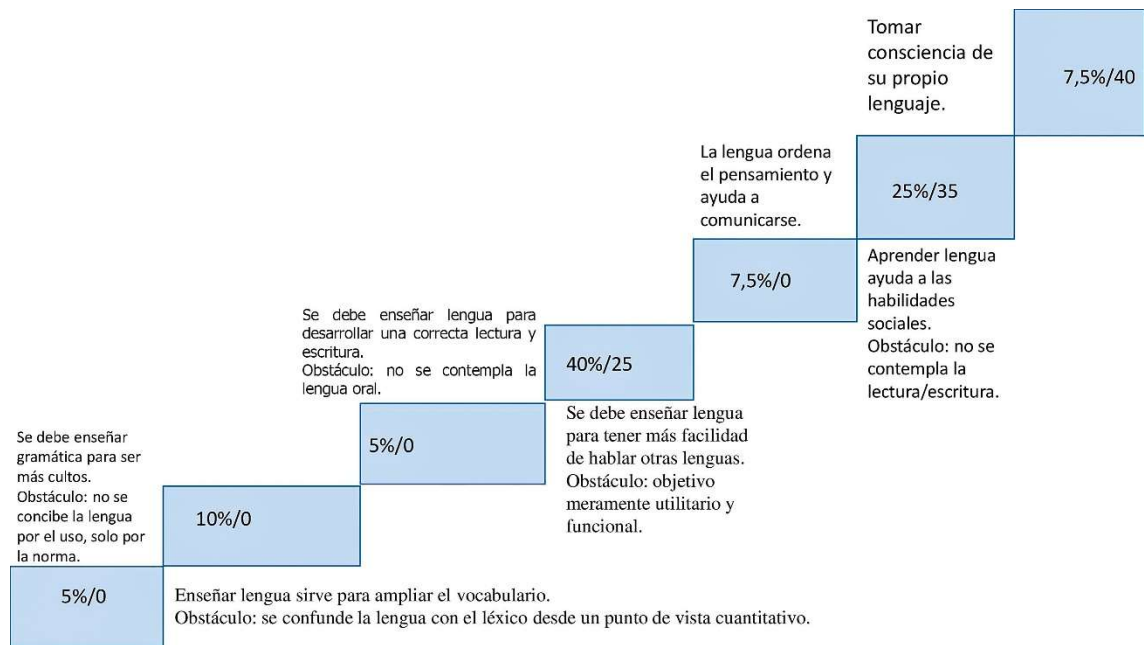 Tomar
consciencia de
su propio
lenguaje.
7,5%/40
La lengua ordena
el pensamiento y
ayuda a
comunicarse.
25%/35
Aprender lengua
ayuda a las
habilidades
sociales.
Obstáculo: no se
contempla la
lectura/escritura.
7,5%/0
Se debe enseñar lengua para
desarrollar una correcta lectura y
escritura.
Obstáculo: no se contempla la
lengua oral.
40%/25
Se debe enseñar lengua
para tener más facilidad
de hablar otras lenguas.
Obstáculo: objetivo
meramente utilitario y
funcional.
5%/0
Se debe enseñar
gramática para ser
más cultos.
Obstáculo: no se
concibe la lengua
por el uso, solo por
la norma.
10%/0
5%/0
Enseñar lengua sirve para ampliar el vocabulario.
Obstáculo: se confunde la lengua con el léxico desde un punto de vista cuantitativo.